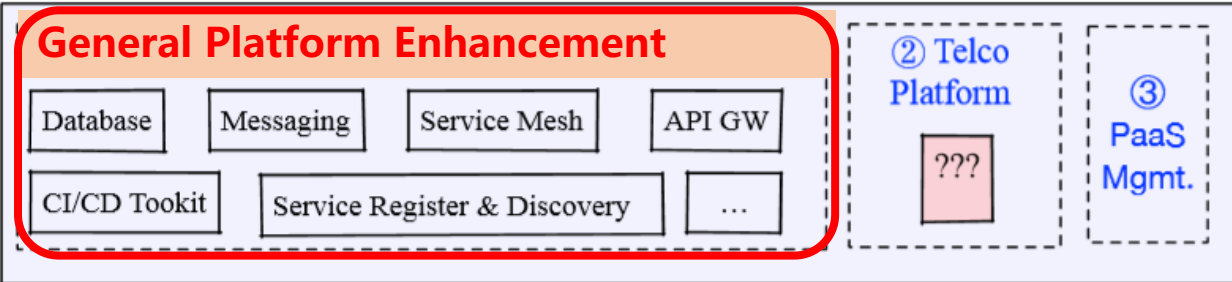 General Platform Enhancement
Database
Messaging
Service Mesh
API GW
CI/CD Tookit
Service Register & Discovery
...
② Telco
Platform
???
③
PaaS
Mgmt.